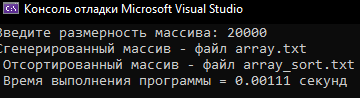 Консоль отладки Microsoft Visual Studio
Введите размерность массива: 20000
Сгенерированный массив - файл array.txt
Отсортированный массив - файл array_sort.txt
Время выполнения программы = 0.00111 секунд